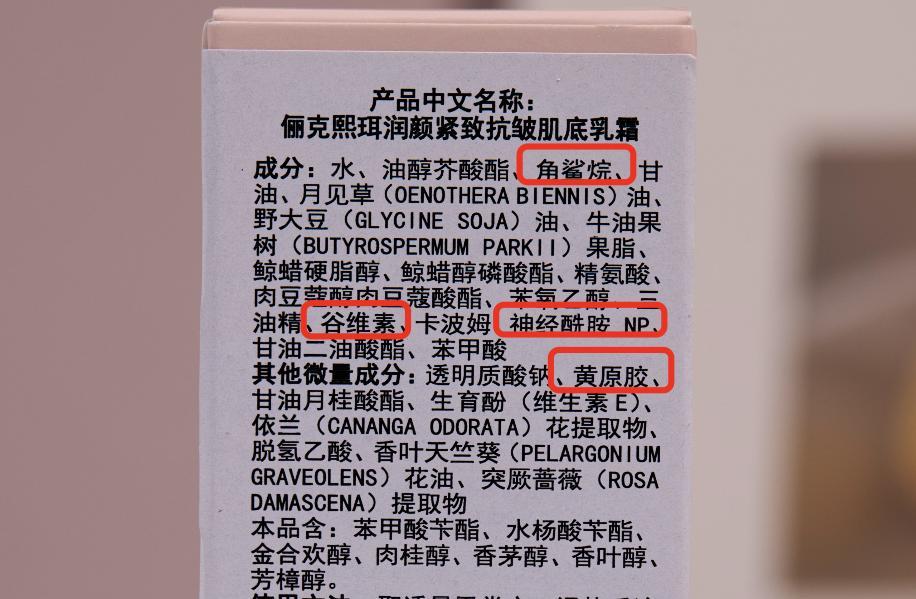 产品中文名称：
俪克熙珥润颜紧致抗皱肌底乳霜
成分：水、油醇芥酸酯、角鲨烷、甘
油、月见草（OENOTHERA BIENNIS）油、
野大豆（GLYCINE SOJA）油、牛油果
树（BUTYROSPERMUM PARKII）果脂、
鲸蜡硬脂醇、鲸蜡醇磷酸酯、精氨酸、
肉豆蔻醇肉豆蔻酸酯、苯氧乙醇、三
油精、谷维素、卡波姆、神经酰胺 NP、
甘油二油酸酯、苯甲酸
其他微量成分：透明质酸钠、黄原胶、
甘油月桂酸酯、生育酚（维生素E）、
依兰（CANANGA ODORATA）花提取物、
脱氢乙酸、香叶天竺葵（PELARGONIUM
GRAVEOLENS）花油、突厥蔷薇（ROSA
DAMASCENA）提取物
本品含：苯甲酸苄酯、水杨酸苄酯、
金合欢醇、肉桂醇、香茅醇、香叶醇、
芳樟醇。